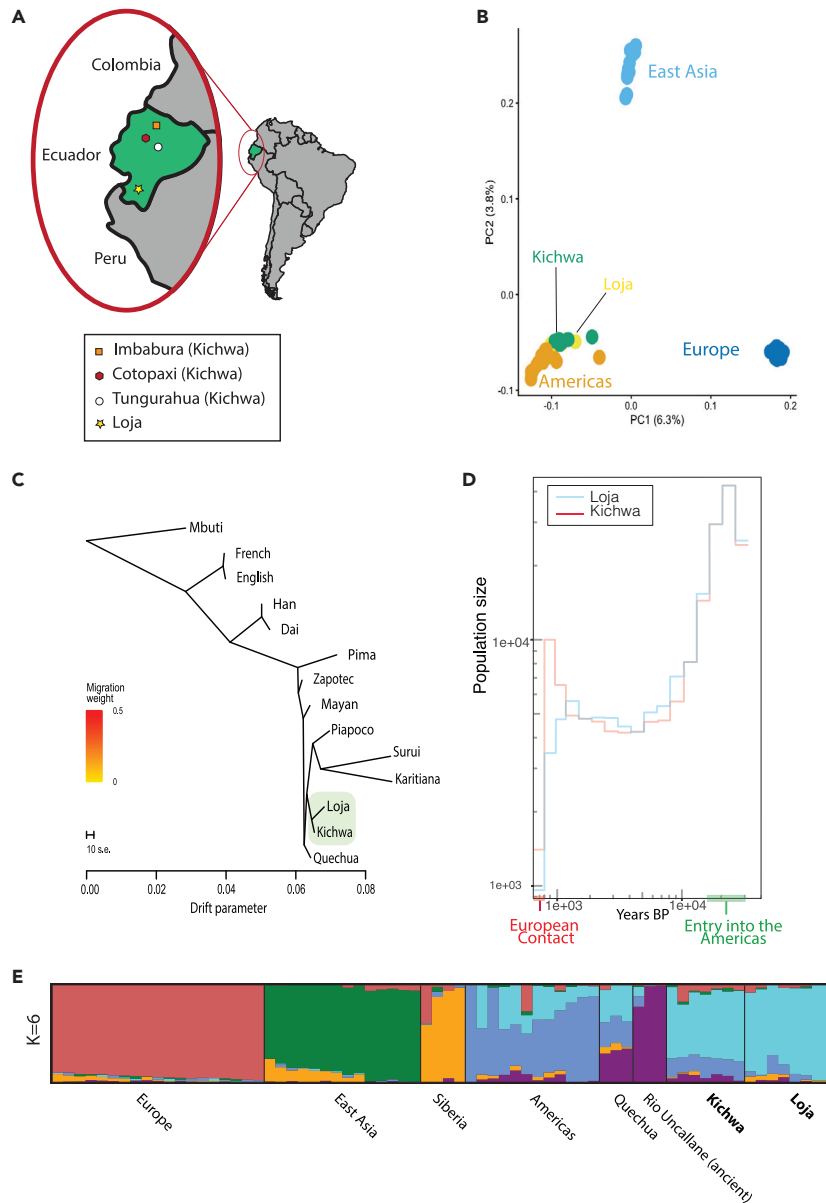 A
Colombia
Ecuador
Peru
Imbabura (Kichwa)
Cotopaxi (Kichwa)
Tungurahua (Kichwa)
Loja
B
East Asia
Kichwa
Loja
Americas
Europe
0.2
0.1
0.0
-0.1
PC2 (3.8%)
-0.1
0.0
0.1
0.2
PC1 (6.3%)
C
Mbuti
French
English
Han
Dai
Pima
Zapotec
Mayan
Piapoco
Surui
Karitiana
Loja
Kichwa
Quechua
Migration
weight
0.5
0
10 s.e.
0.00
0.02
0.04
0.06
0.08
Drift parameter
D
Loja
Kichwa
Population size
1e+04
1e+03
1e+03
Years BP
1e+04
European
Contact
Entry into the
Americas
E
K=6
Europe
East Asia
Siberia
Americas
Quechua
Rio Uncallane (ancient)
Kichwa
Loja